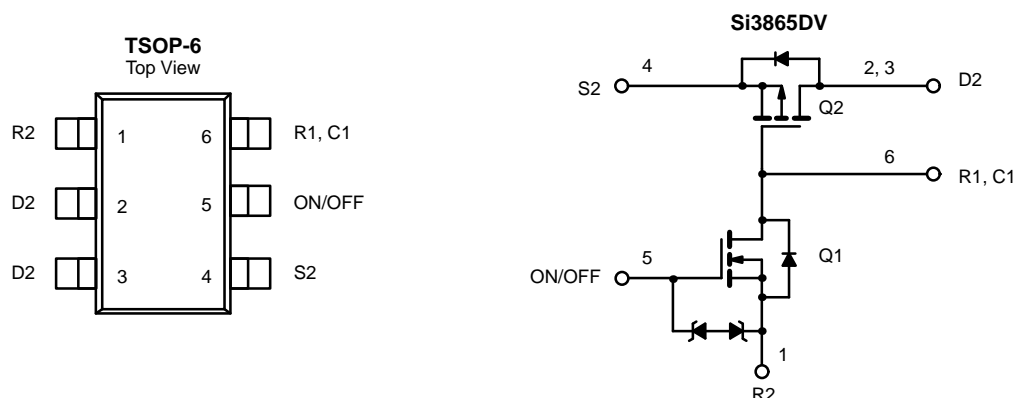 TSOP-6
Top View
R2
1
6
R1, C1
D2
2
5
ON/OFF
D2
3
4
S2
Si3865DV
S2
4
2, 3
D2
Q2
6
R1, C1
ON/OFF
5
Q1
1
R2